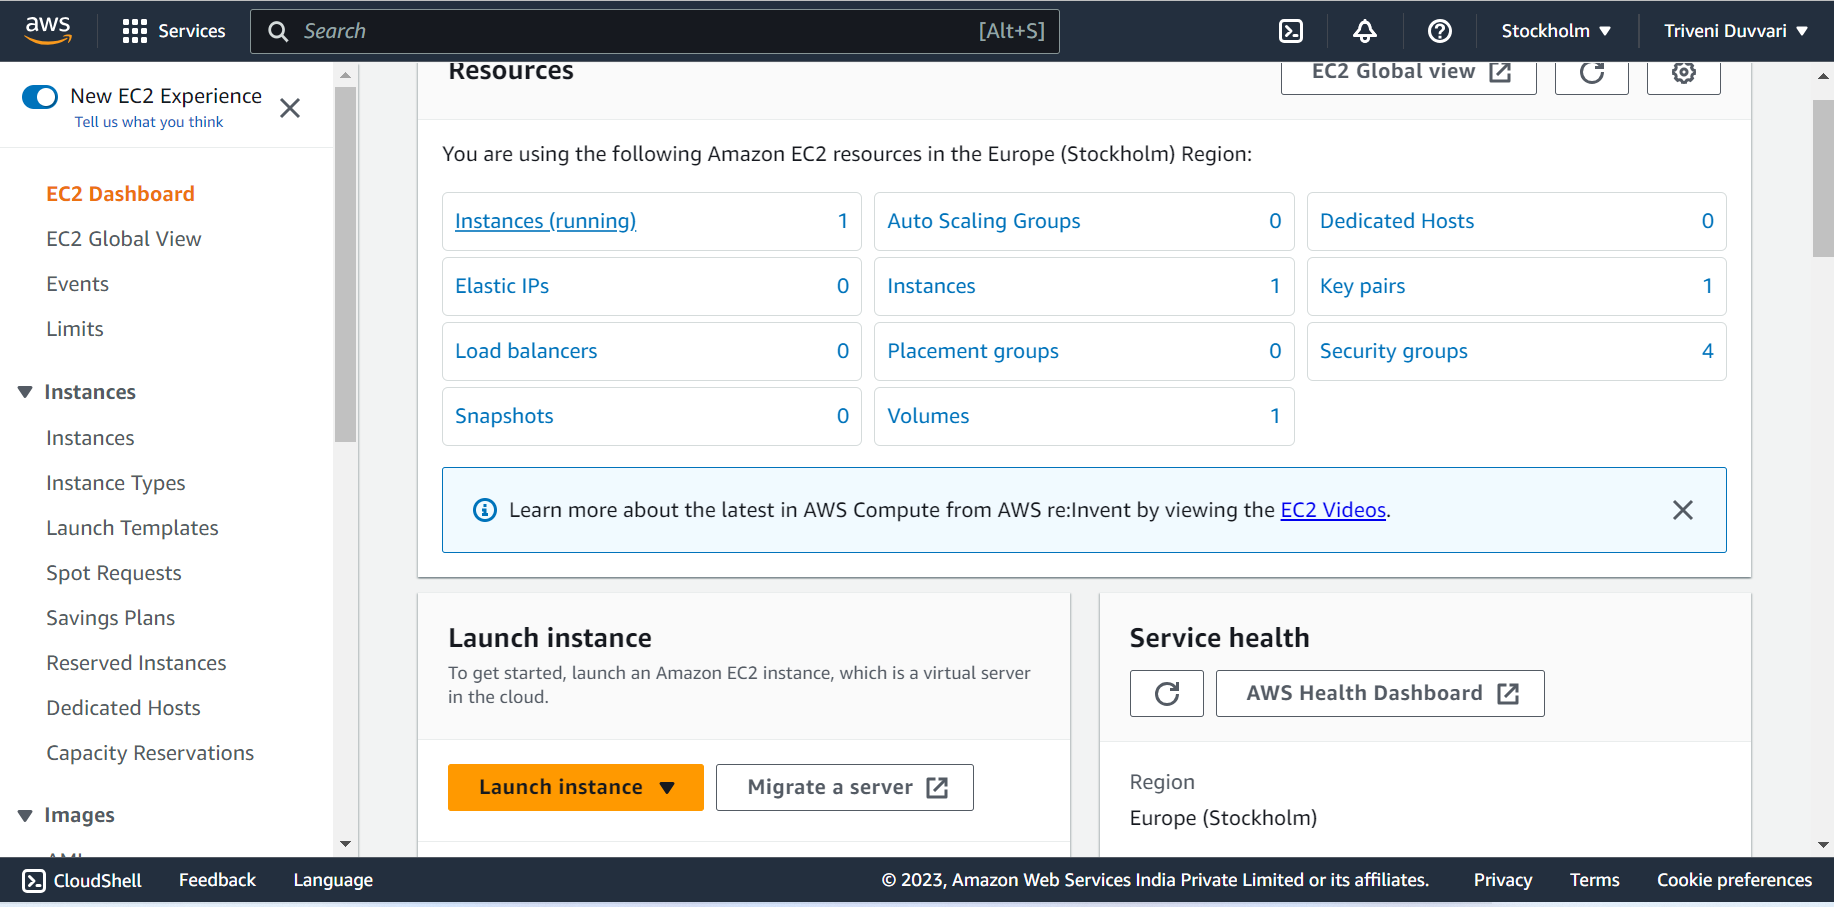 aws
Services
Search
[Alt+S]
Stockholm
Triveni Duvvari
New EC2 Experience
Tell us what you think
EC2 Dashboard
EC2 Global View
Events
Limits
Instances
Instances
Instance Types
Launch Templates
Spot Requests
Savings Plans
Reserved Instances
Dedicated Hosts
Capacity Reservations
Images
Resources
EC2 Global view
You are using the following Amazon EC2 resources in the Europe (Stockholm) Region:
Instances (running) 1
Auto Scaling Groups 0
Dedicated Hosts 0
Elastic IPs 0
Instances 1
Key pairs 1
Load balancers 0
Placement groups 0
Security groups 4
Snapshots 0
Volumes 1
Learn more about the latest in AWS Compute from AWS re:Invent by viewing the EC2 Videos.
Launch instance
To get started, launch an Amazon EC2 instance, which is a virtual server
in the cloud.
Launch instance
Migrate a server
Service health
AWS Health Dashboard
Region
Europe (Stockholm)
CloudShell
Feedback
Language
© 2023, Amazon Web Services India Private Limited or its affiliates.
Privacy
Terms
Cookie preferences